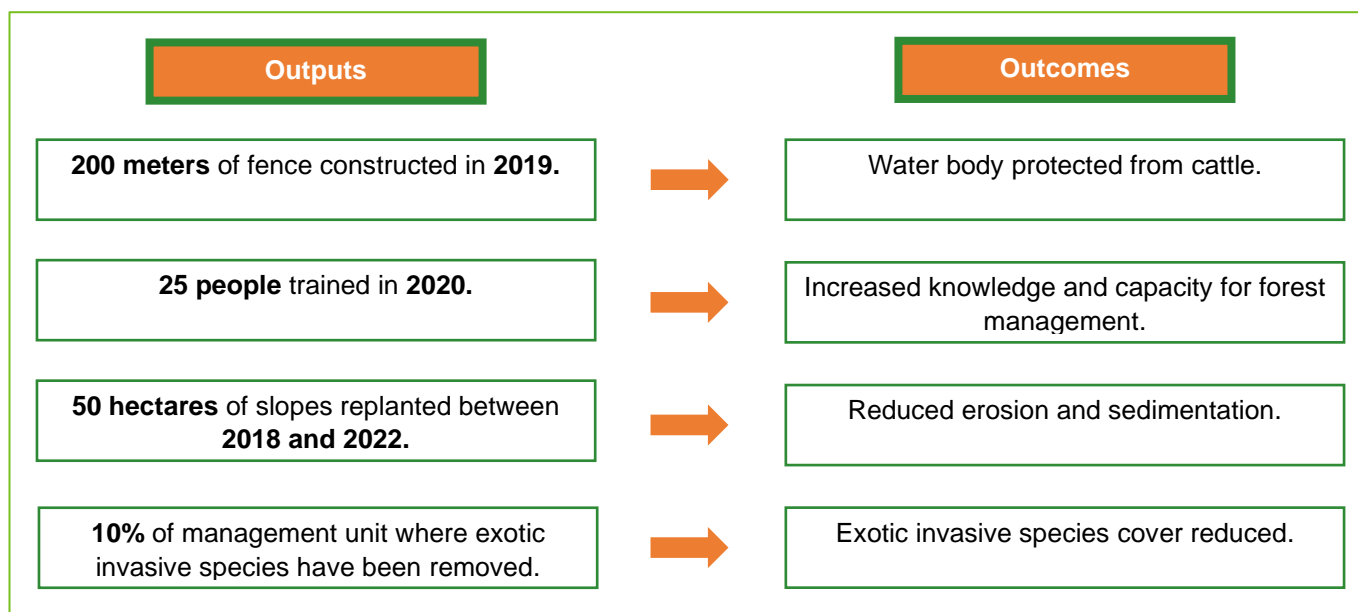 Outputs
Outcomes
200 meters of fence constructed in 2019.
Water body protected from cattle.
25 people trained in 2020.
Increased knowledge and capacity for forest
management.
50 hectares of slopes replanted between
2018 and 2022.
Reduced erosion and sedimentation.
10% of management unit where exotic
invasive species have been removed.
Exotic invasive species cover reduced.